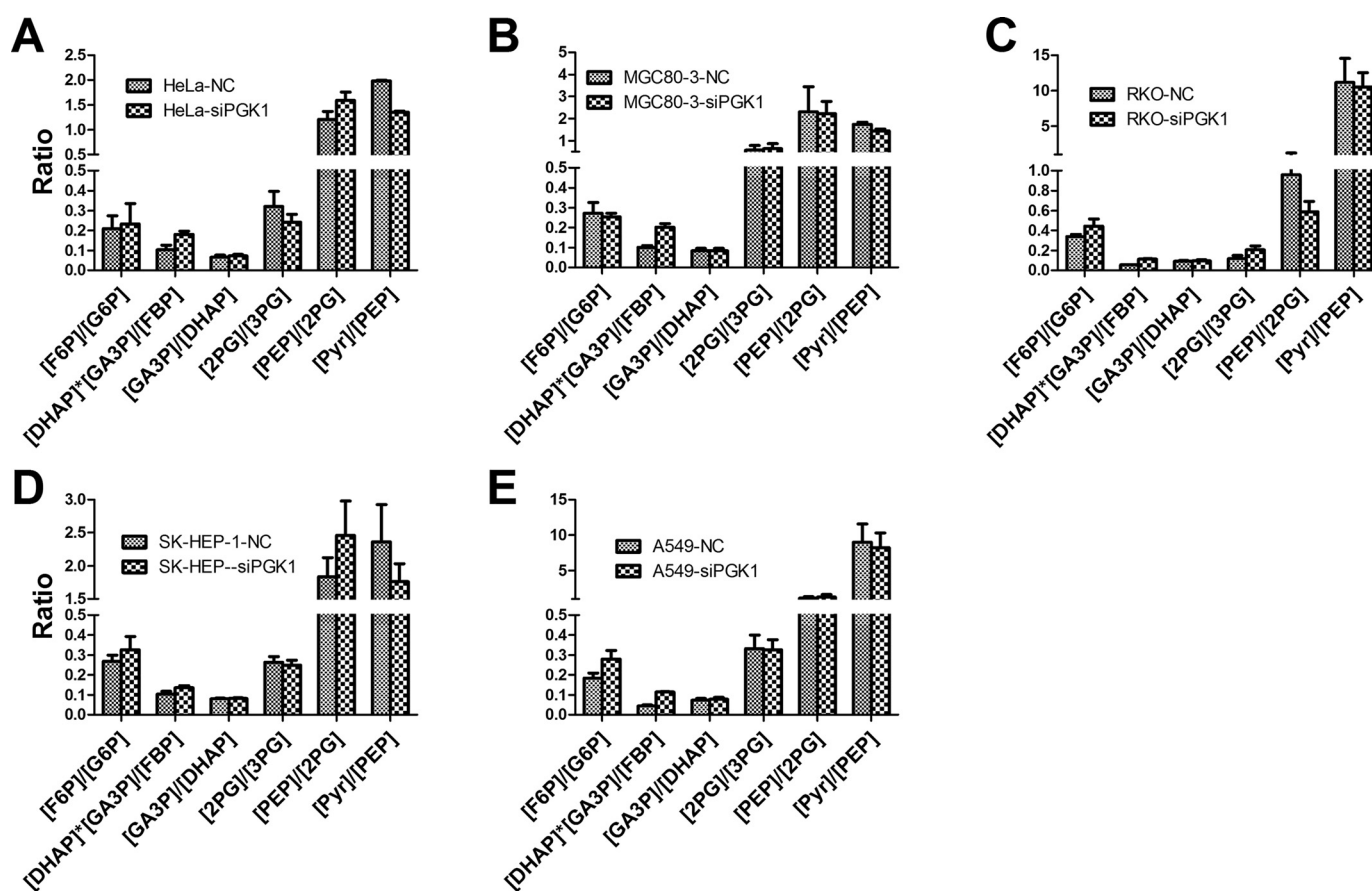 A
Ratio
2.5
2.0
1.5
1.0
0.5
0.5
0.4
0.3
0.2
0.1
0.0
HeLa-NC
HeLa-siPGK1
[F6P]/[G6P]
[DHAP]*[GA3P]/[FBP]
[GA3P]/[DHAP]
[2PG]/[3PG]
[PEP]/[2PG]
[Pyr]/[PEP]
B
5
4
3
2
1
0.5
0.4
0.3
0.2
0.1
0.0
MGC80-3-NC
MGC80-3-siPGK1
[F6P]/[G6P]
[DHAP]*[GA3P]/[FBP]
[GA3P]/[DHAP]
[2PG]/[3PG]
[PEP]/[2PG]
[Pyr]/[PEP]
C
15
10
5
1.0
0.8
0.6
0.4
0.2
0.0
RKO-NC
RKO-siPGK1
[F6P]/[G6P]
[DHAP]*[GA3P]/[FBP]
[GA3P]/[DHAP]
[2PG]/[3PG]
[PEP]/[2PG]
[Pyr]/[PEP]
D
Ratio
3.0
2.5
2.0
1.5
0.5
0.4
0.3
0.2
0.1
0.0
SK-HEP-1-NC
SK-HEP--siPGK1
[F6P]/[G6P]
[DHAP]*[GA3P]/[FBP]
[GA3P]/[DHAP]
[2PG]/[3PG]
[PEP]/[2PG]
[Pyr]/[PEP]
E
15
10
5
0.5
0.4
0.3
0.2
0.1
0.0
A549-NC
A549-siPGK1
[F6P]/[G6P]
[DHAP]*[GA3P]/[FBP]
[GA3P]/[DHAP]
[2PG]/[3PG]
[PEP]/[2PG]
[Pyr]/[PEP]